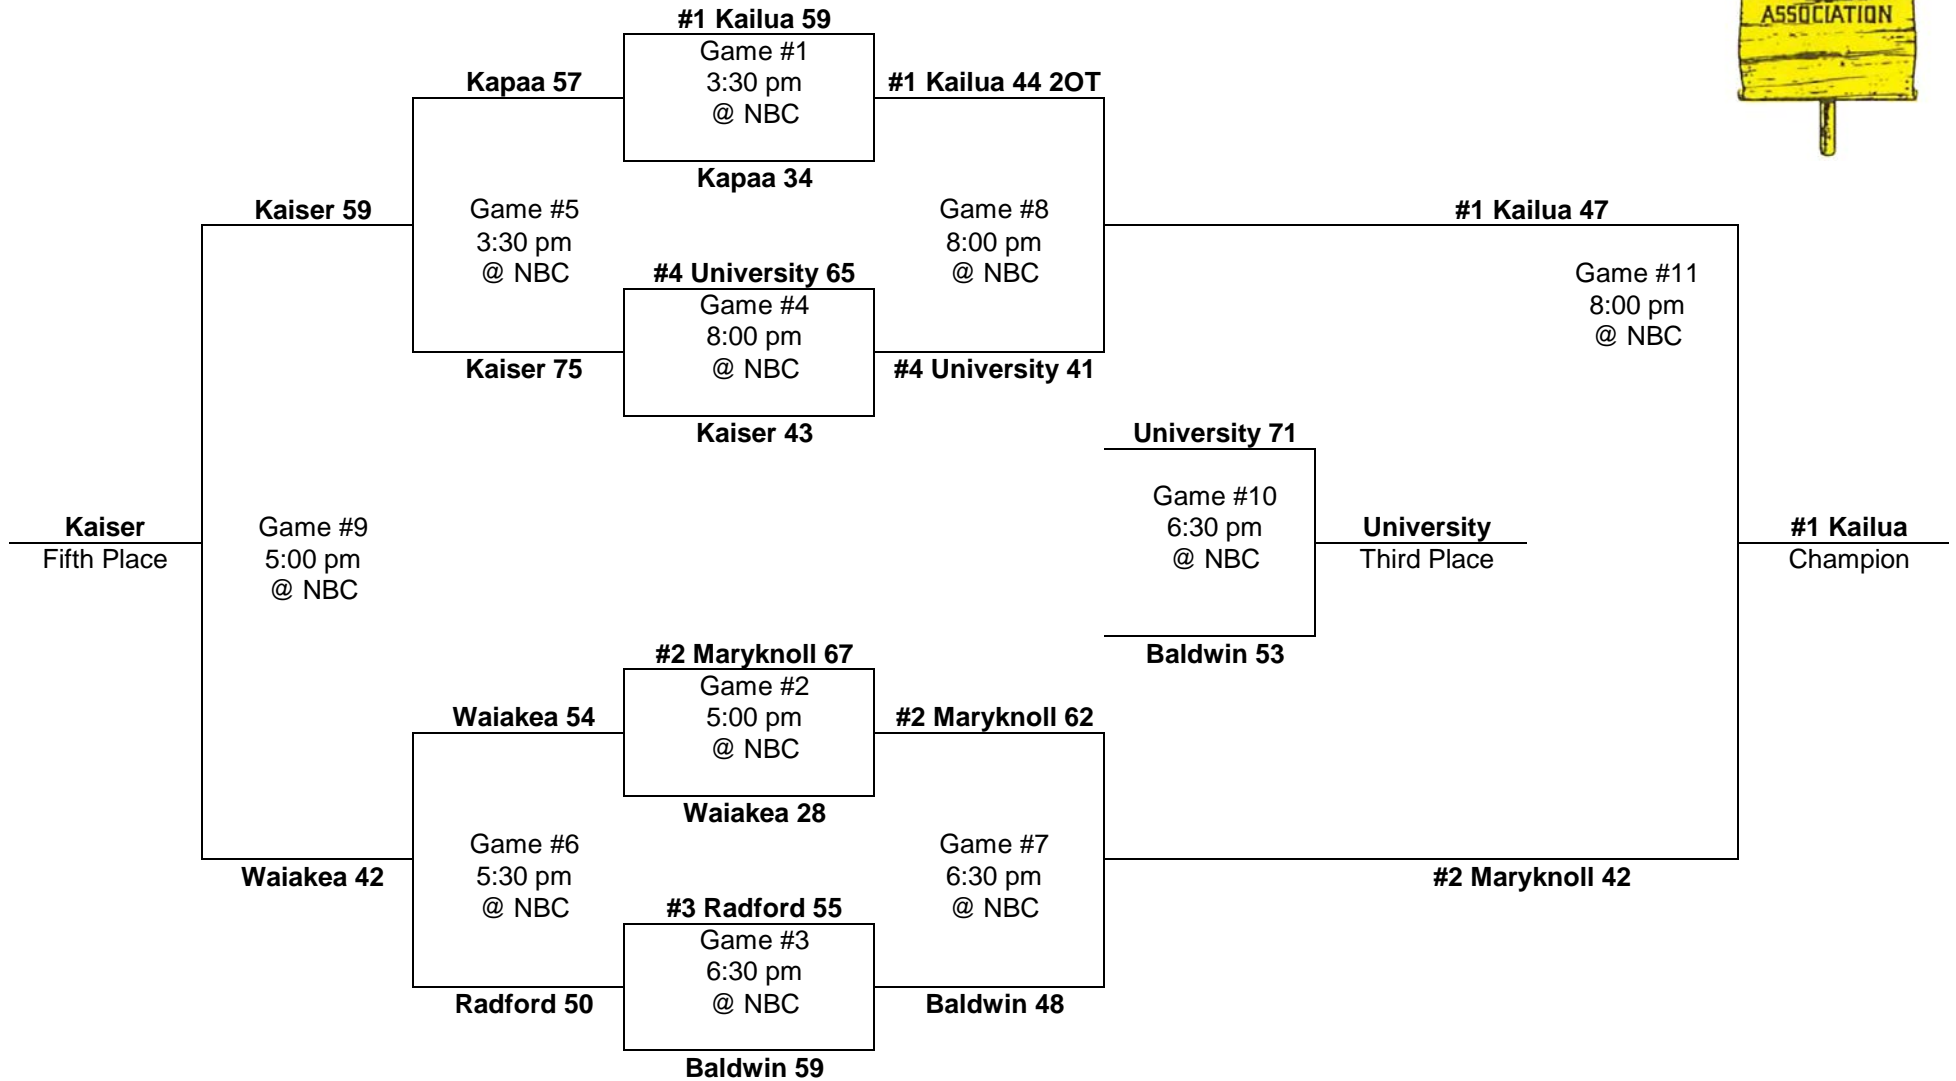 ASSOCIATION
#1 Kailua 59
Game #1
3:30 pm
@ NBC
Kapaa 34
Kapaa 57
#1 Kailua 44 2OT
Kaiser 59
Game #5
3:30 pm
@ NBC
Game #8
8:00 pm
@ NBC
#1 Kailua 47
#4 University 65
Game #4
8:00 pm
@ NBC
Kaiser 43
Kaiser 75
#4 University 41
Game #11
8:00 pm
@ NBC
University 71
Game #10
6:30 pm
@ NBC
Baldwin 53
Kaiser
Fifth Place
Game #9
5:00 pm
@ NBC
University
Third Place
#1 Kailua
Champion
#2 Maryknoll 67
Game #2
5:00 pm
@ NBC
Waiakea 28
Waiakea 54
#2 Maryknoll 62
Waiakea 42
Game #6
5:30 pm
@ NBC
Game #7
6:30 pm
@ NBC
#2 Maryknoll 42
#3 Radford 55
Game #3
6:30 pm
@ NBC
Baldwin 59
Radford 50
Baldwin 48